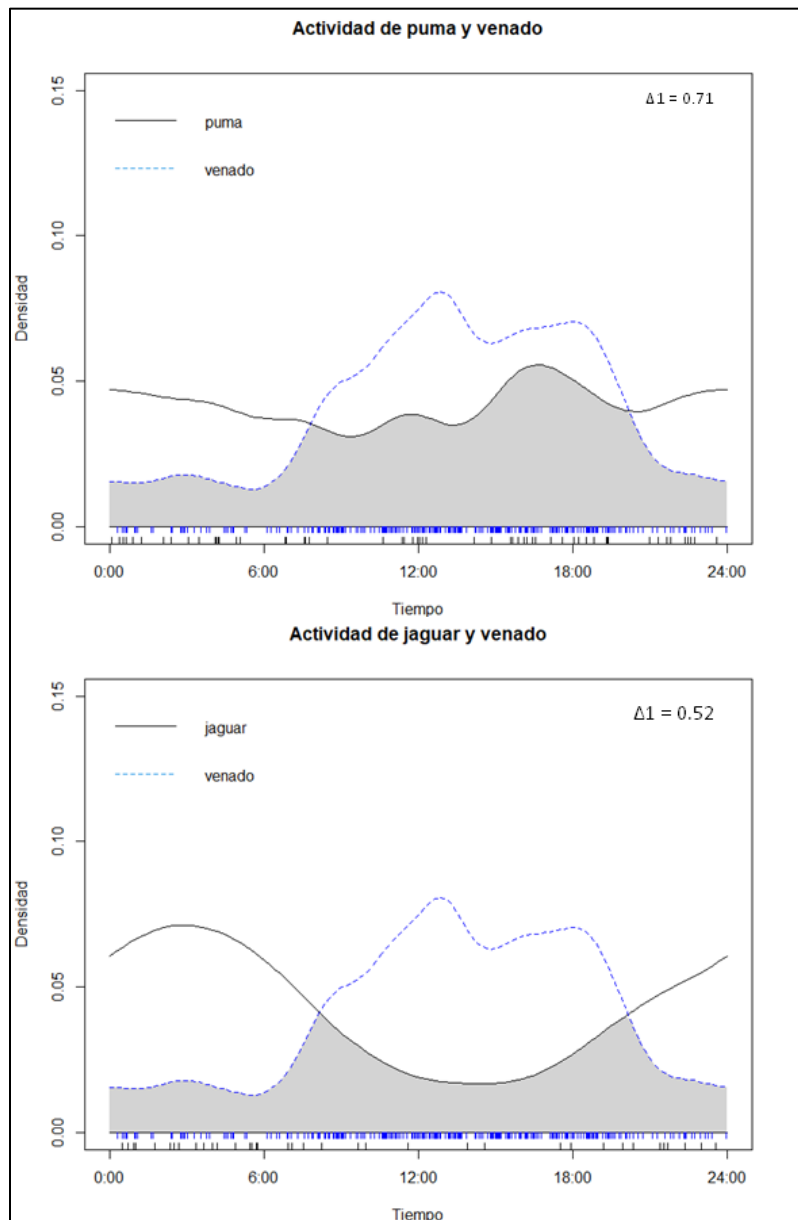 Actividad de puma y venado
Δ1 = 0.71
puma
venado
Densidad
0.15
0.10
0.05
0.00
0:00 6:00 12:00 18:00 24:00
Tiempo
Actividad de jaguar y venado
Δ1 = 0.52
jaguar
venado
Densidad
0.15
0.10
0.05
0.00
0:00 6:00 12:00 18:00 24:00
Tiempo